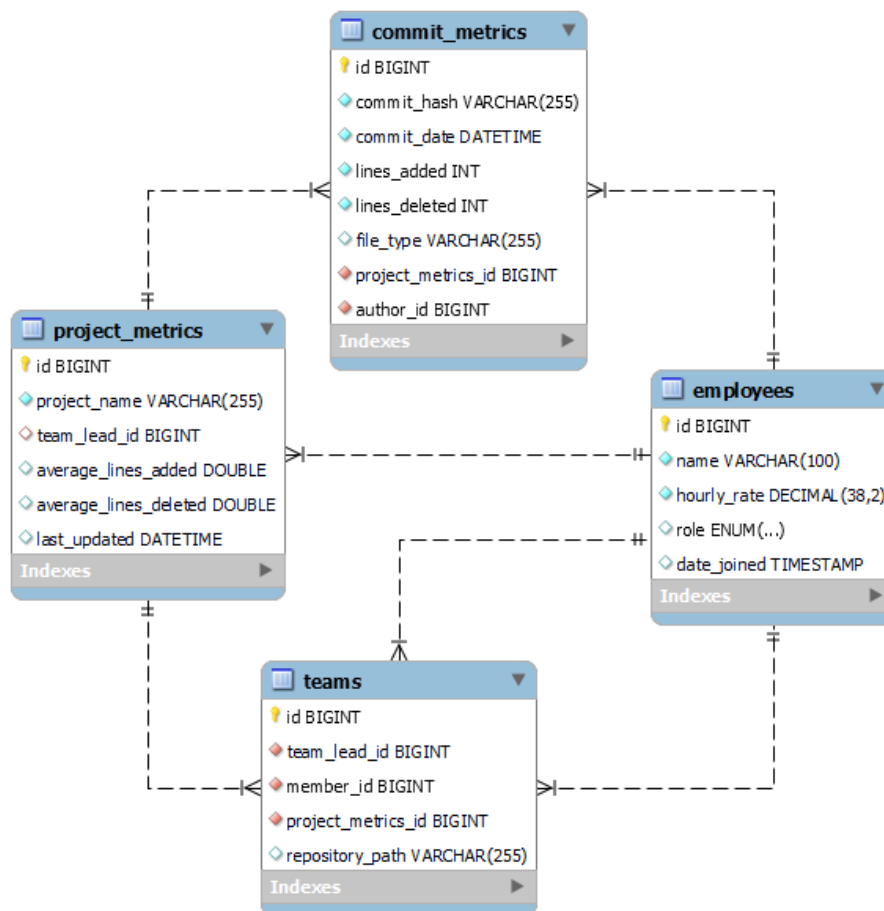 commit_metrics
id BIGINT
commit_hash VARCHAR(255)
commit_date DATETIME
lines_added INT
lines_deleted INT
file_type VARCHAR(255)
project_metrics_id BIGINT
author_id BIGINT
Indexes
project_metrics
id BIGINT
project_name VARCHAR(255)
team_lead_id BIGINT
average_lines_added DOUBLE
average_lines_deleted DOUBLE
last_updated DATETIME
Indexes
employees
id BIGINT
name VARCHAR(100)
hourly_rate DECIMAL(38,2)
role ENUM(...)
date_joined TIMESTAMP
Indexes
teams
id BIGINT
team_lead_id BIGINT
member_id BIGINT
project_metrics_id BIGINT
repository_path VARCHAR(255)
Indexes